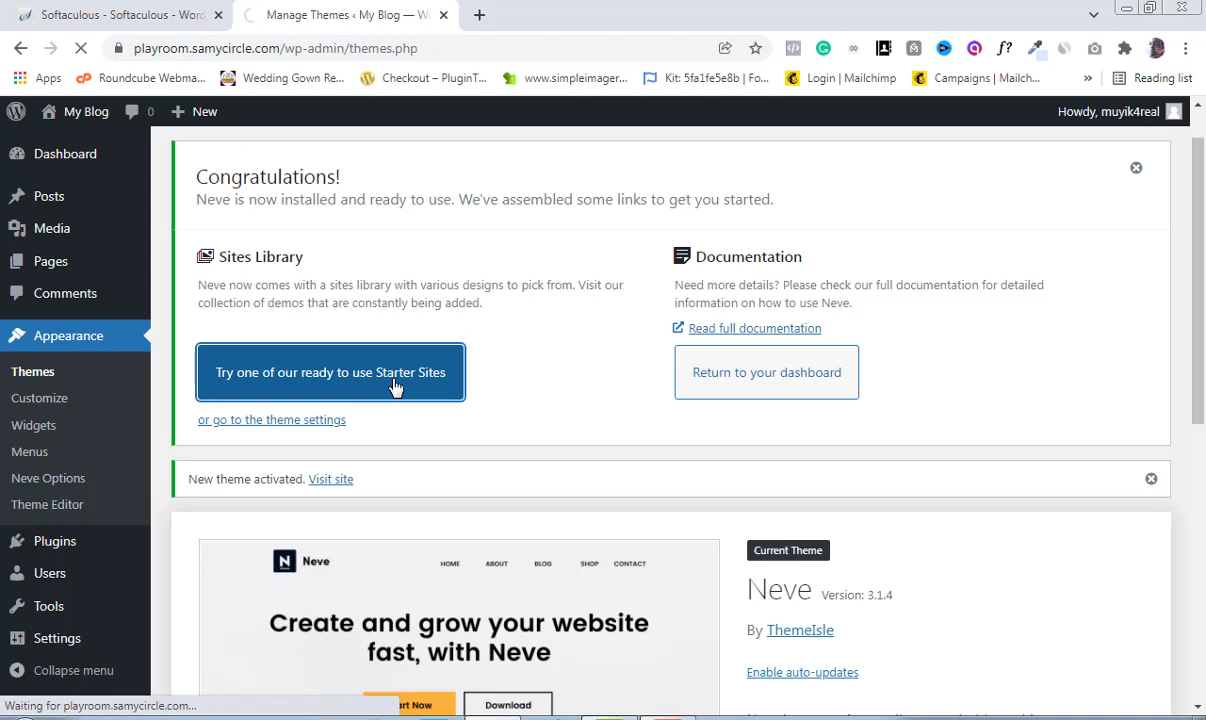 Softaculous - Softaculous - Word
Manage Themes ‹ My Blog — Wo
playroom.samycircle.com/wp-admin/themes.php
f?
Apps
cP
Roundcube Webma...
Wedding Gown Re...
Checkout – PluginT...
www.simpleimager...
Kit: 5fa1fe5e8b | Fo...
Login | Mailchimp
Campaigns | Mailch...
»
Reading list
My Blog
0
New
Howdy, muyik4real
Dashboard
Posts
Media
Pages
Comments
Appearance
Themes
Customize
Widgets
Menus
Neve Options
Theme Editor
Plugins
Users
Tools
Settings
Collapse menu
Congratulations!
Neve is now installed and ready to use. We've assembled some links to get you started.
Sites Library
Neve now comes with a sites library with various designs to pick from. Visit our
collection of demos that are constantly being added.
Try one of our ready to use Starter Sites
or go to the theme settings
Documentation
Need more details? Please check our full documentation for detailed
information on how to use Neve.
Read full documentation
Return to your dashboard
New theme activated. Visit site
N Neve
HOME ABOUT BLOG SHOP CONTACT
Create and grow your website
fast, with Neve
art Now
Download
Current Theme
Neve Version: 3.1.4
By ThemeIsle
Enable auto-updates
Waiting for playroom.samycircle.com...